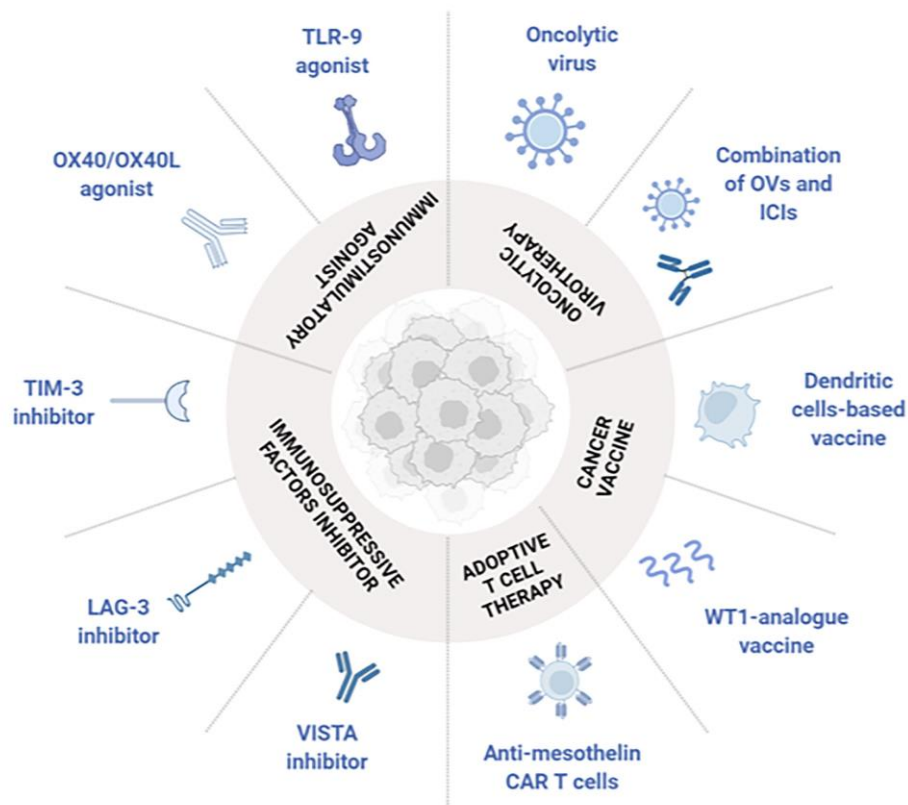 TLR-9
agonist
Oncolytic
virus
OX40/OX40L
agonist
Combination
of OVs and
ICIs
IMMUNOSTIMULATORY
AGONIST
ONCOLYTIC
VIROTHERAPY
TIM-3
inhibitor
Dendritic
cells-based
vaccine
IMMUNOSUPPRESSIVE
FACTORS INHIBITOR
CANCER
VACCINE
ADOPTIVE
T CELL
THERAPY
LAG-3
inhibitor
WT1-analogue
vaccine
VISTA
inhibitor
Anti-mesothelin
CAR T cells